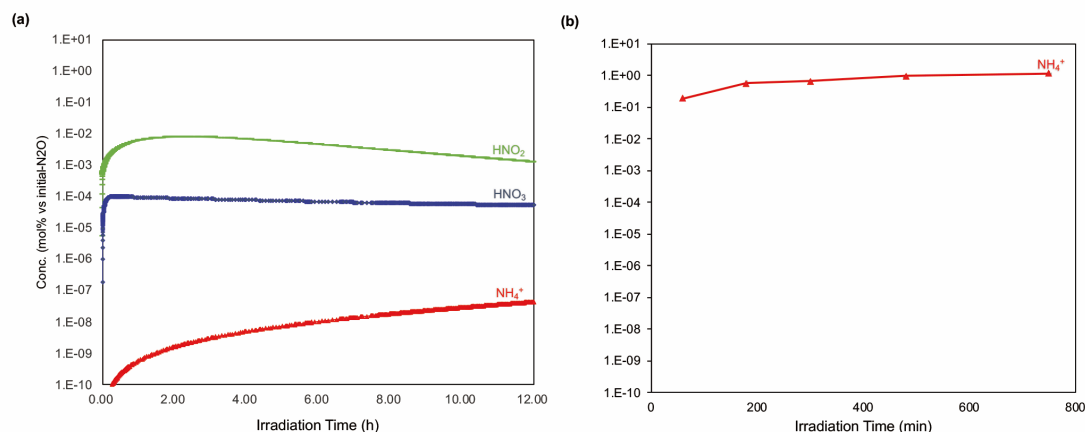 (a)
1.E+01
1.E+00
1.E-01
1.E-02
1.E-03
1.E-04
1.E-05
1.E-06
1.E-07
1.E-08
1.E-09
1.E-10
Conc. (mol% vs initial-N2O)
HNO₂
HNO₃
NH₄⁺
0.00 2.00 4.00 6.00 8.00 10.00 12.00
Irradiation Time (h)
(b)
1.E+01
1.E+00
1.E-01
1.E-02
1.E-03
1.E-04
1.E-05
1.E-06
1.E-07
1.E-08
1.E-09
1.E-10
NH₄⁺
0 200 400 600 800
Irradiation Time (min)